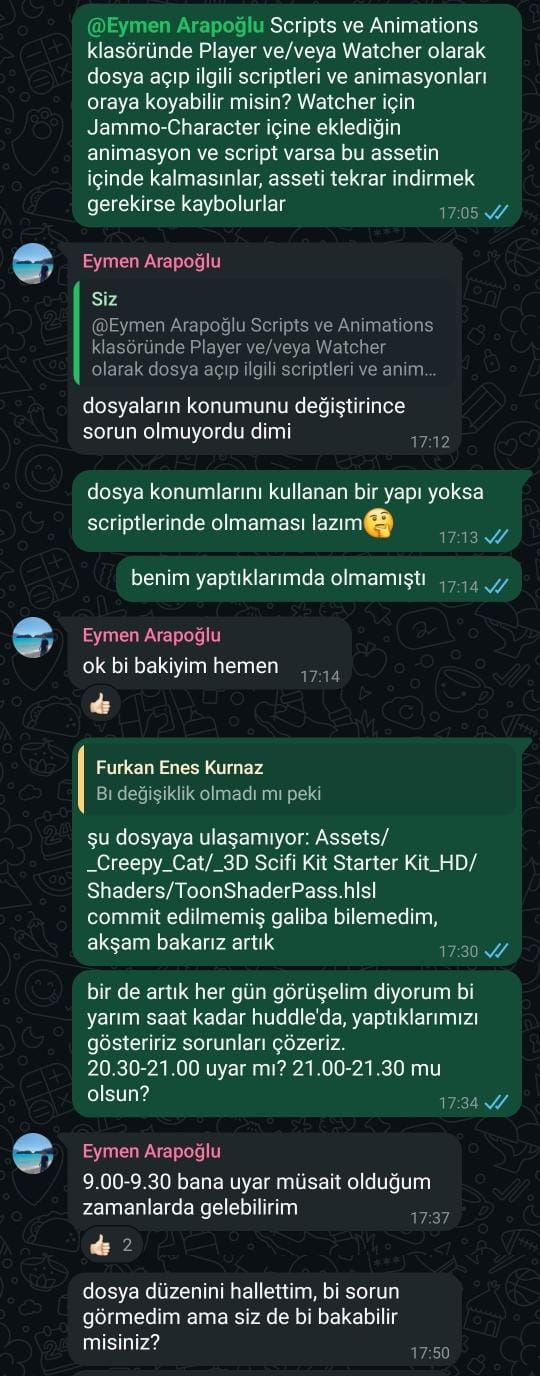 @Eymen Arapoğlu Scripts ve Animations
klasöründe Player ve/veya Watcher olarak
dosya açıp ilgili scriptleri ve animasyonları
oraya koyabilir misin? Watcher için
Jammo-Character içine eklediğin
animasyon ve script varsa bu assetin
içinde kalmasınlar, asseti tekrar indirmek
gerekirse kaybolurlar
17:05
Eymen Arapoğlu
Siz
@Eymen Arapoğlu Scripts ve Animations
klasöründe Player ve/veya Watcher
olarak dosya açıp ilgili scriptleri ve anim...
dosyaların konumunu değiştirince
sorun olmuyordu dimi
17:12
dosya konumlarını kullanan bir yapı yoksa
scriptlerinde olmaması lazım🤔
17:13
benim yaptıklarımda olmamıştı
17:14
Eymen Arapoğlu
ok bi bakiyim hemen
17:14
Furkan Enes Kurnaz
Bı değişiklik olmadı mı peki
şu dosyaya ulaşamıyor: Assets/
_Creepy_Cat/_3D Scifi Kit Starter Kit_HD/
Shaders/ToonShaderPass.hlsl
commit edilmemiş galiba bilemedim,
akşam bakarız artık
17:30
bir de artık her gün görüşelim diyorum bi
yarım saat kadar huddle'da, yaptıklarımızı
gösteririz sorunları çözeriz.
20.30-21.00 uyar mı? 21.00-21.30 mu
olsun?
17:34
Eymen Arapoğlu
9.00-9.30 bana uyar müsait olduğum
zamanlarda gelebilirim
17:37
2
dosya düzenini hallettim, bi sorun
görmedim ama siz de bi bakabilir
misiniz?
17:50